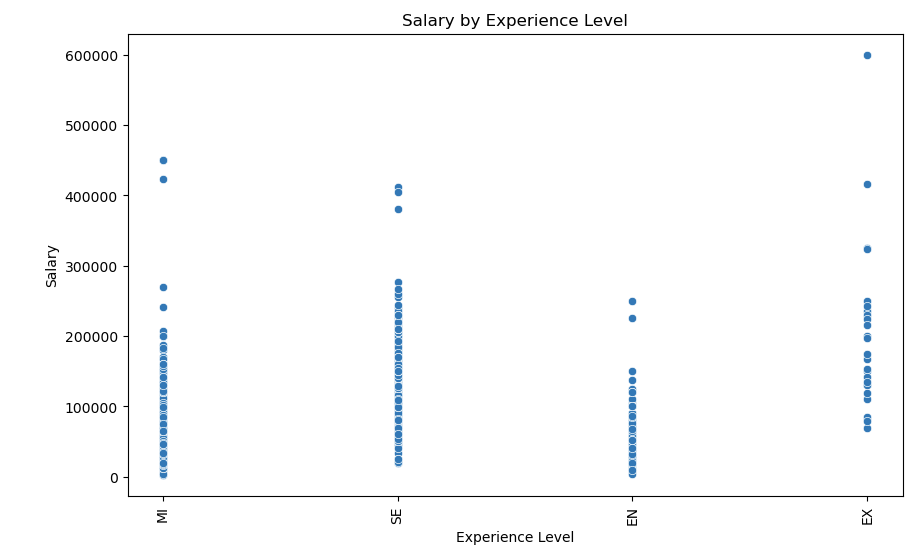 Salary by Experience Level
600000
500000
400000
300000
200000
100000
0
Salary
MI
SE
EN
EX
Experience Level